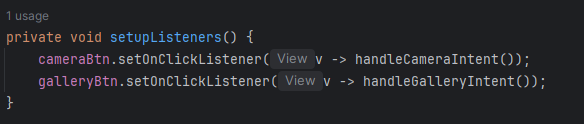 1 usage
private void setupListeners() {
cameraBtn.setOnClickListener( View v -> handleCameraIntent());
galleryBtn.setOnClickListener( View v -> handleGalleryIntent());
}